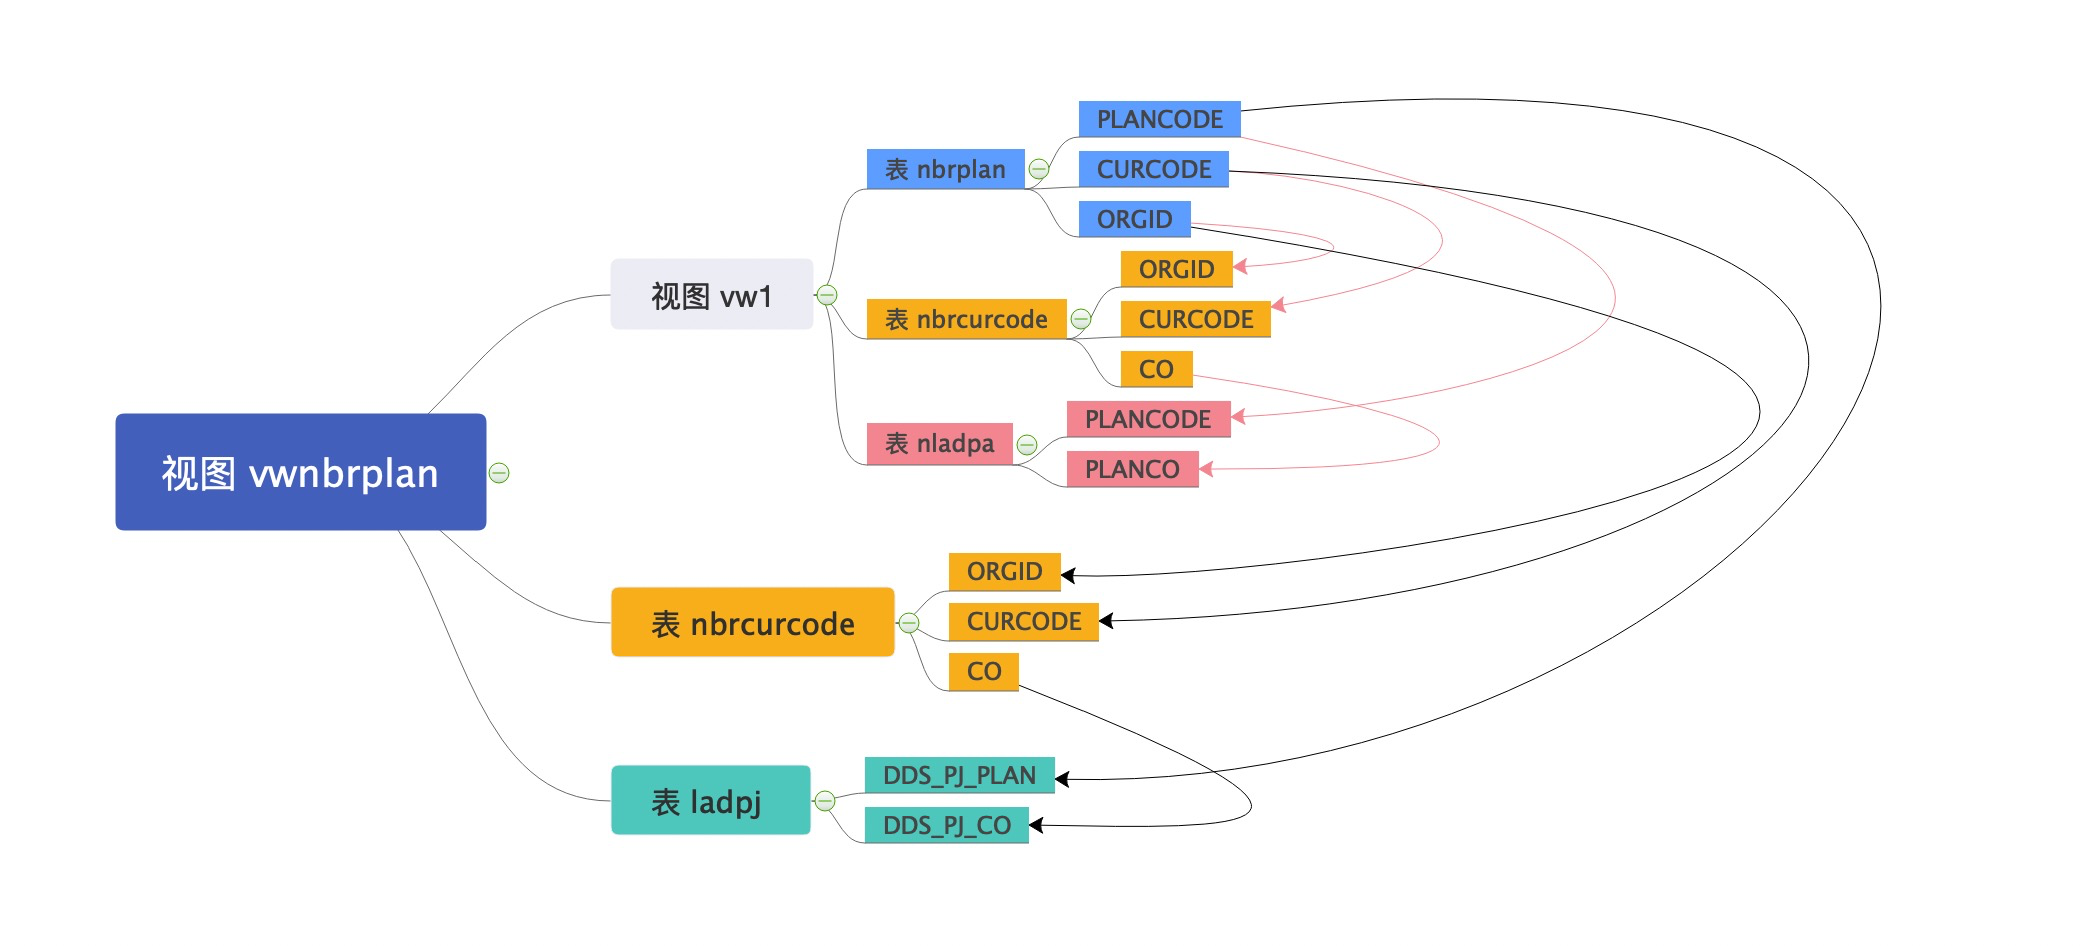 视图 vwnbrplan
视图 vw1
表 nbrplan
PLANCODE
CURCODE
ORGID
表 nbrcurcode
ORGID
CURCODE
CO
表 nladpa
PLANCODE
PLANCO
表 nbrcurcode
ORGID
CURCODE
CO
表 ladpj
DDS_PJ_PLAN
DDS_PJ_CO